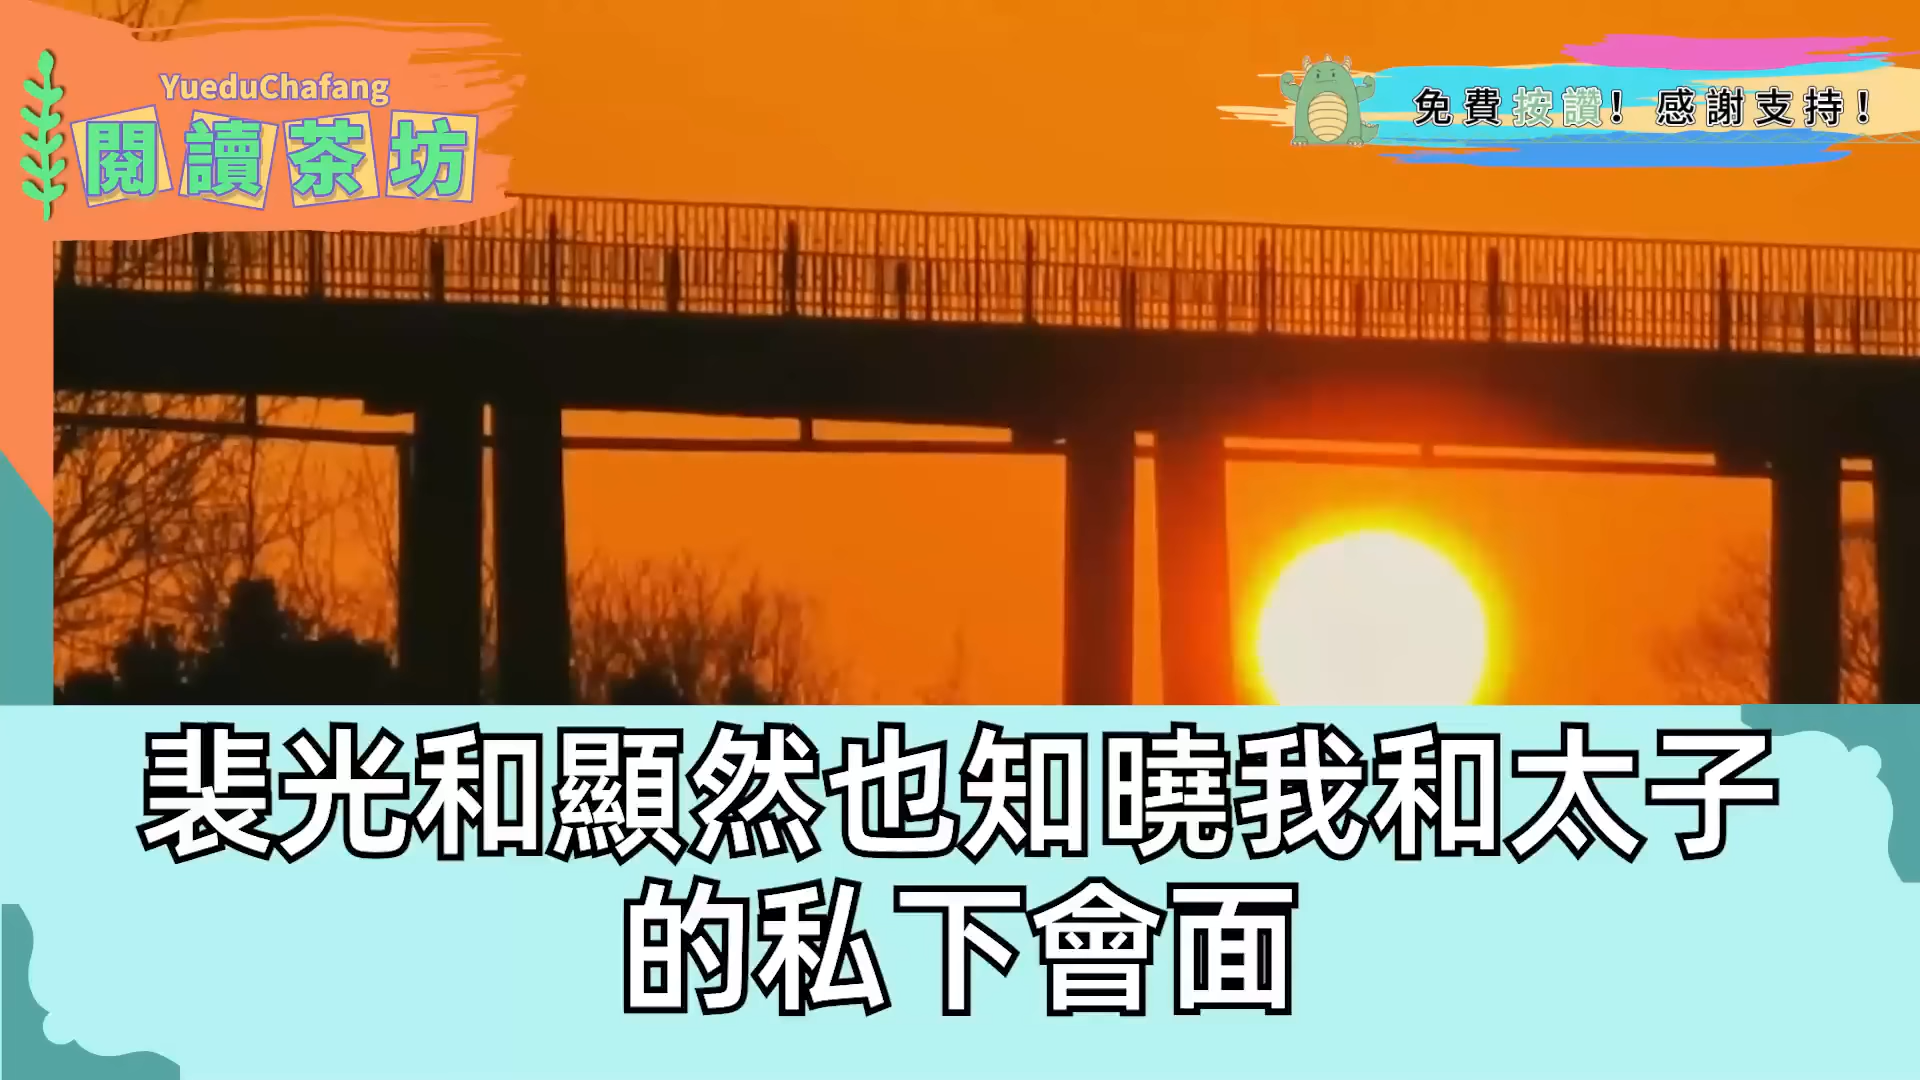 YueduChafang
閱讀茶坊
免費按讚！感謝支持！
裴光和顯然也知曉我和太子
的私下會面